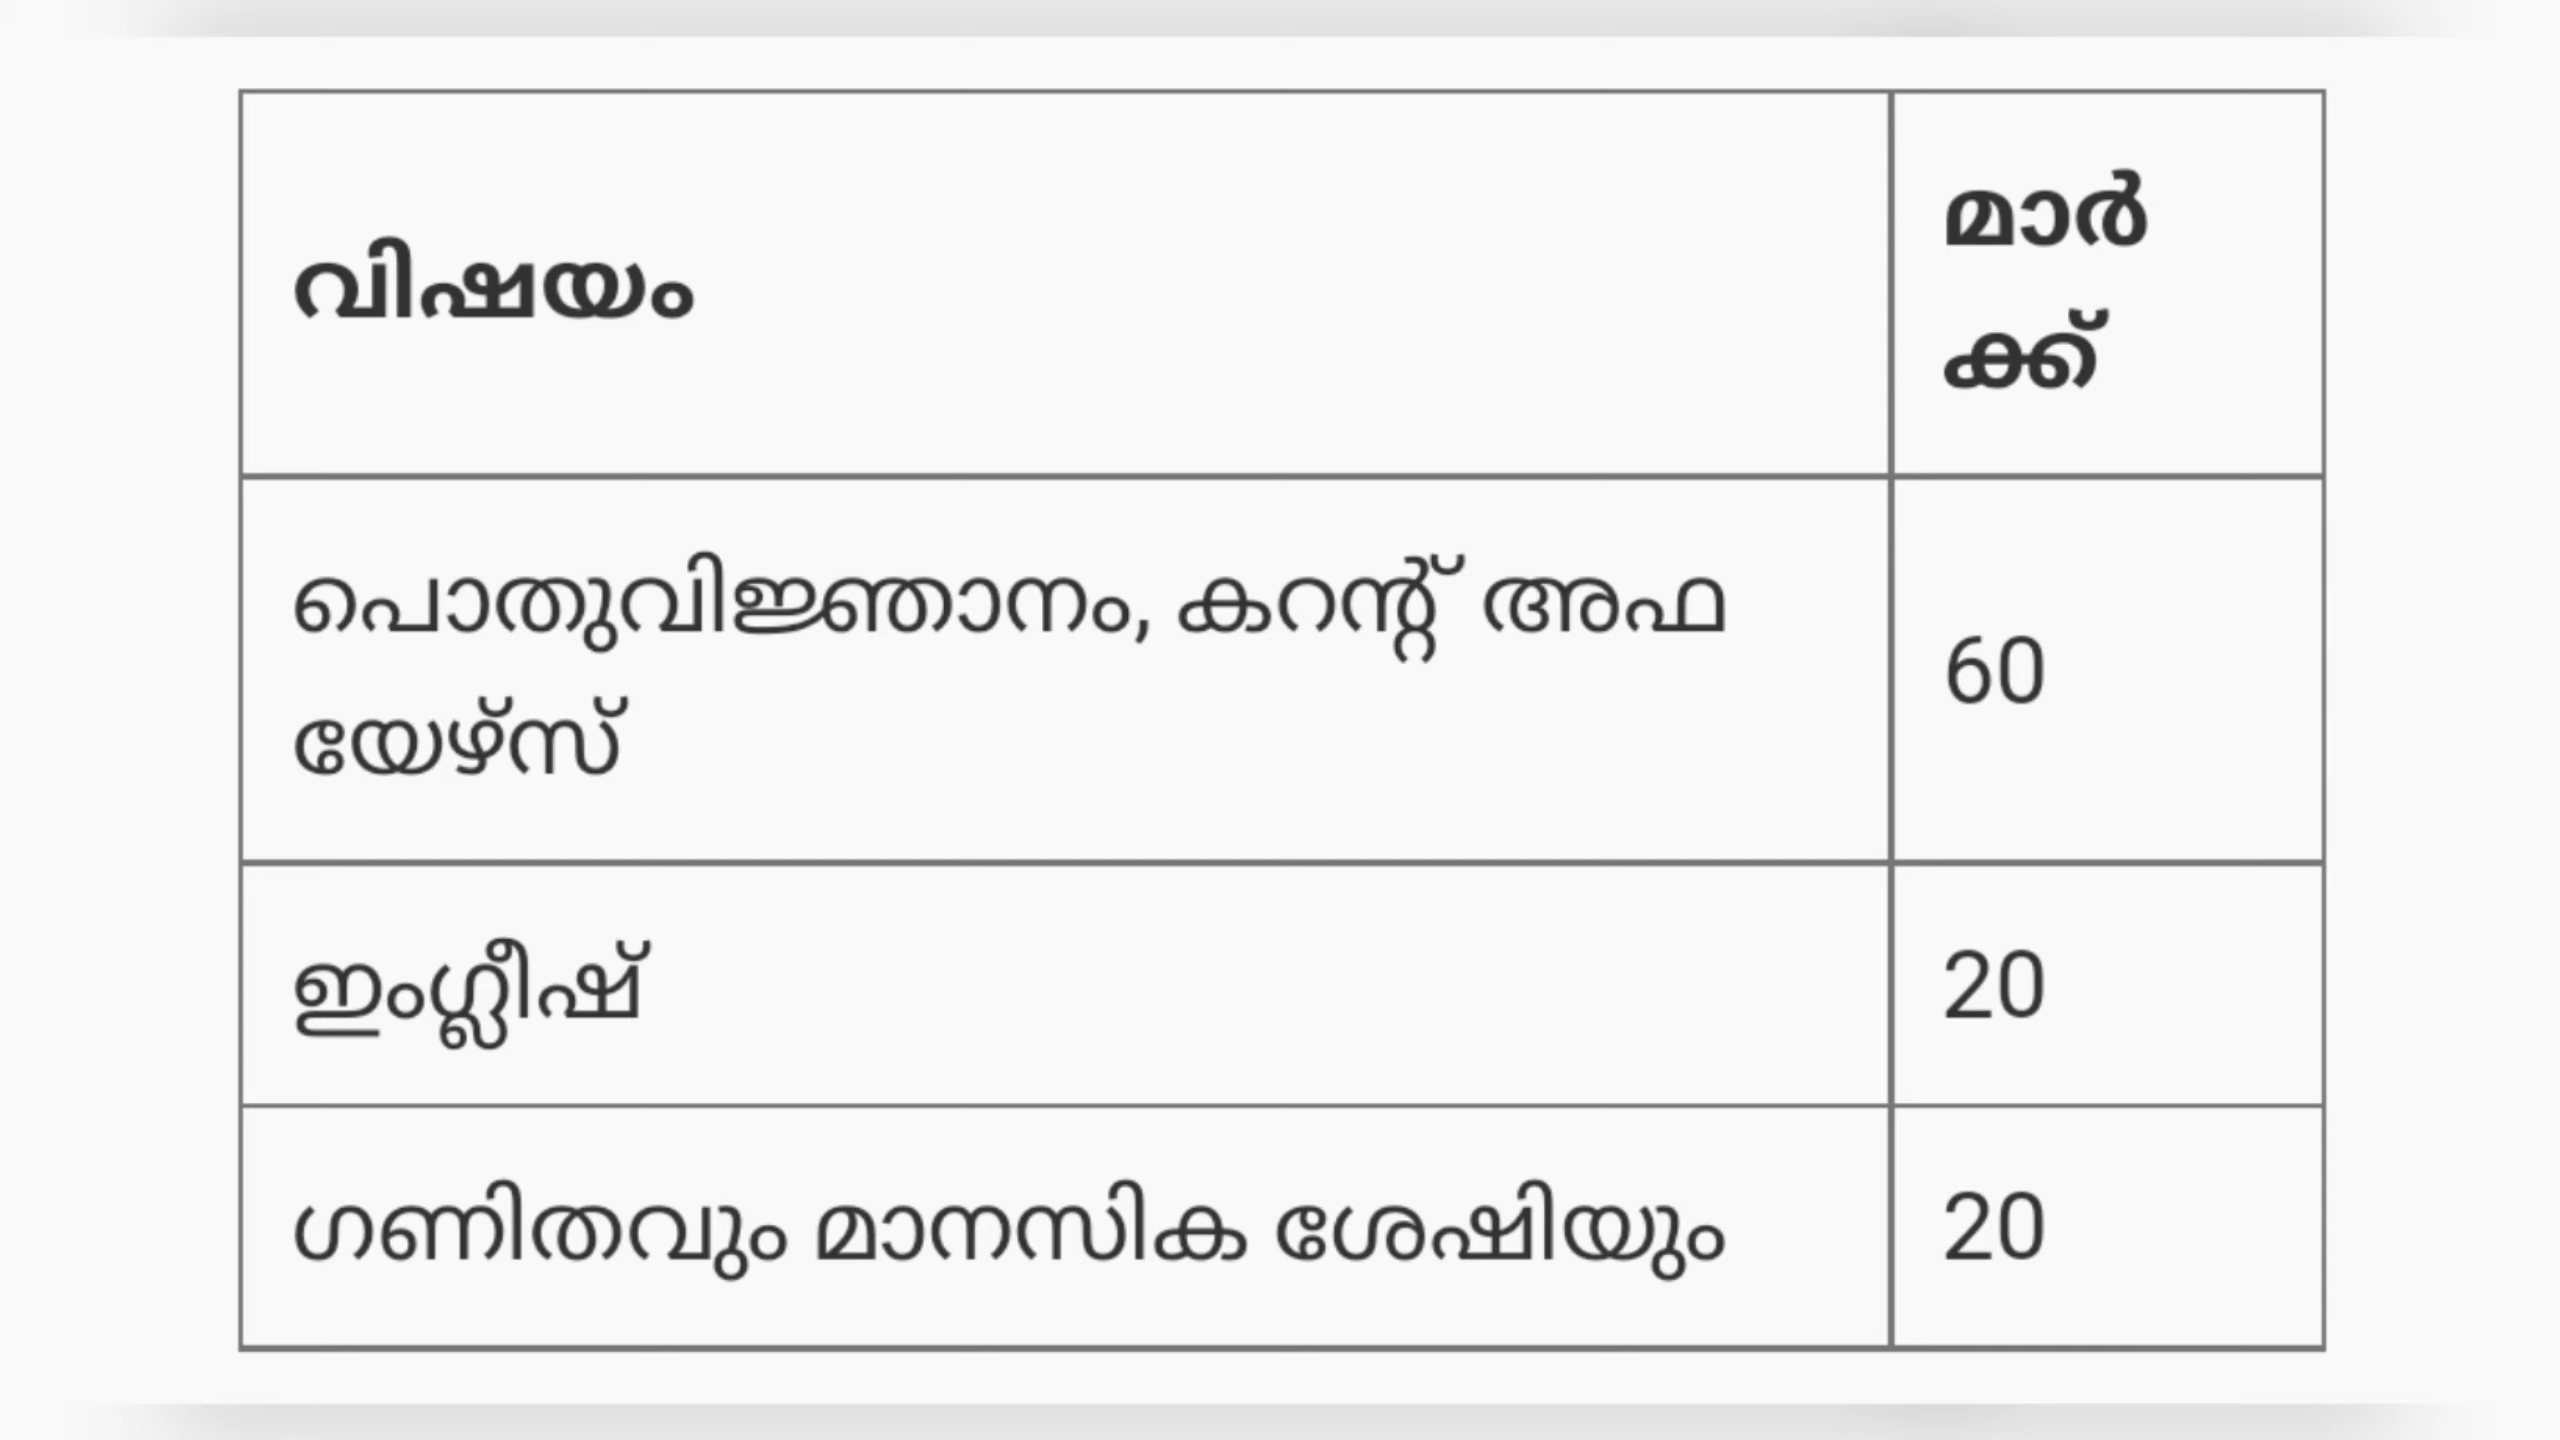 വിഷയം
മാർ
ക്ക്
പൊതുവിജ്ഞാനം, കറന്റ് അഫ
യേഴ്സ്
60
ഇംഗ്ലീഷ്
20
ഗണിതവും മാനസിക ശേഷിയും
20